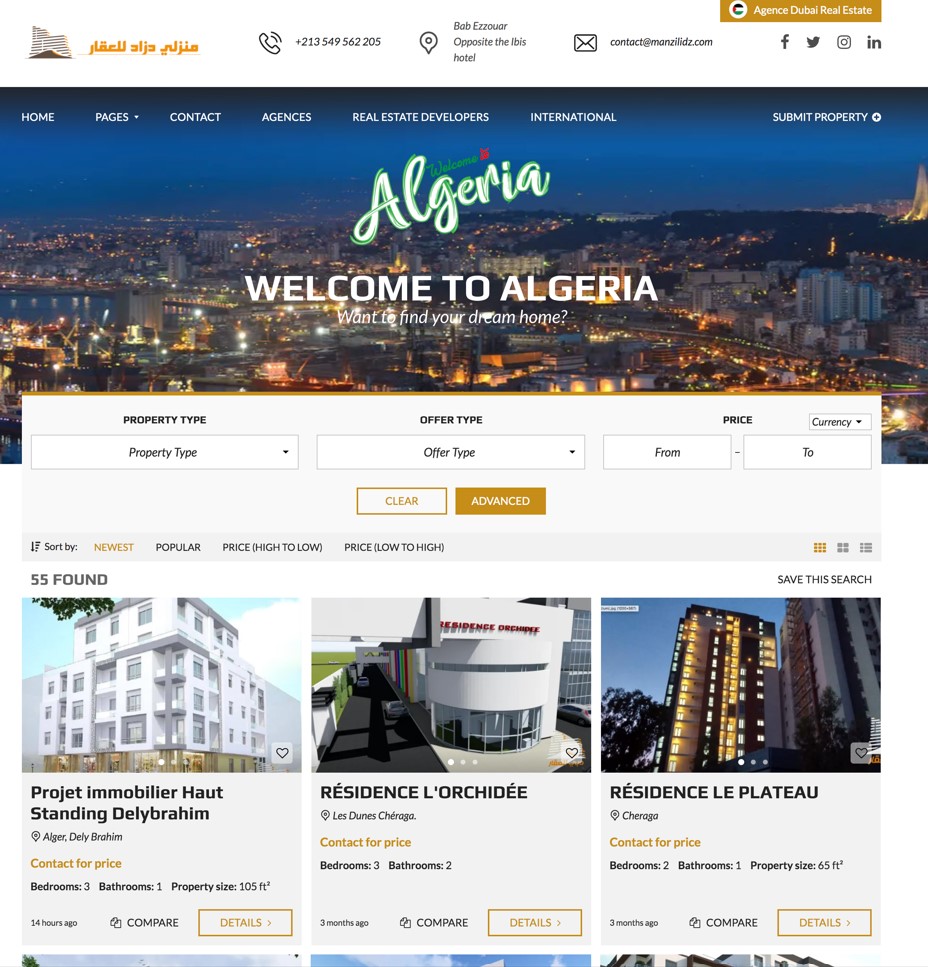 Agence Dubai Real Estate
منزلي دزاد للعقار
+213 549 562 205
Bab Ezzouar
Opposite the Ibis
hotel
contact@manzilidz.com
HOME
PAGES
CONTACT
AGENCES
REAL ESTATE DEVELOPERS
INTERNATIONAL
SUBMIT PROPERTY
Welcome
Algeria
WELCOME TO ALGERIA
Want to find your dream home?
PROPERTY TYPE
OFFER TYPE
PRICE
Currency
Property Type
Offer Type
From
–
To
CLEAR
ADVANCED
Sort by:
NEWEST
POPULAR
PRICE (HIGH TO LOW)
PRICE (LOW TO HIGH)
55 FOUND
SAVE THIS SEARCH
Projet immobilier Haut
Standing Delybrahim
Alger, Dely Brahim
Contact for price
Bedrooms: 3 Bathrooms: 1 Property size: 105 ft²
14 hours ago
COMPARE
DETAILS
RESIDENCE ORCHIDEE
RÉSIDENCE L'ORCHIDÉE
Les Dunes Chéraga.
Contact for price
Bedrooms: 3 Bathrooms: 2
3 months ago
COMPARE
DETAILS
RÉSIDENCE LE PLATEAU
Cheraga
Contact for price
Bedrooms: 2 Bathrooms: 1 Property size: 65 ft²
3 months ago
COMPARE
DETAILS